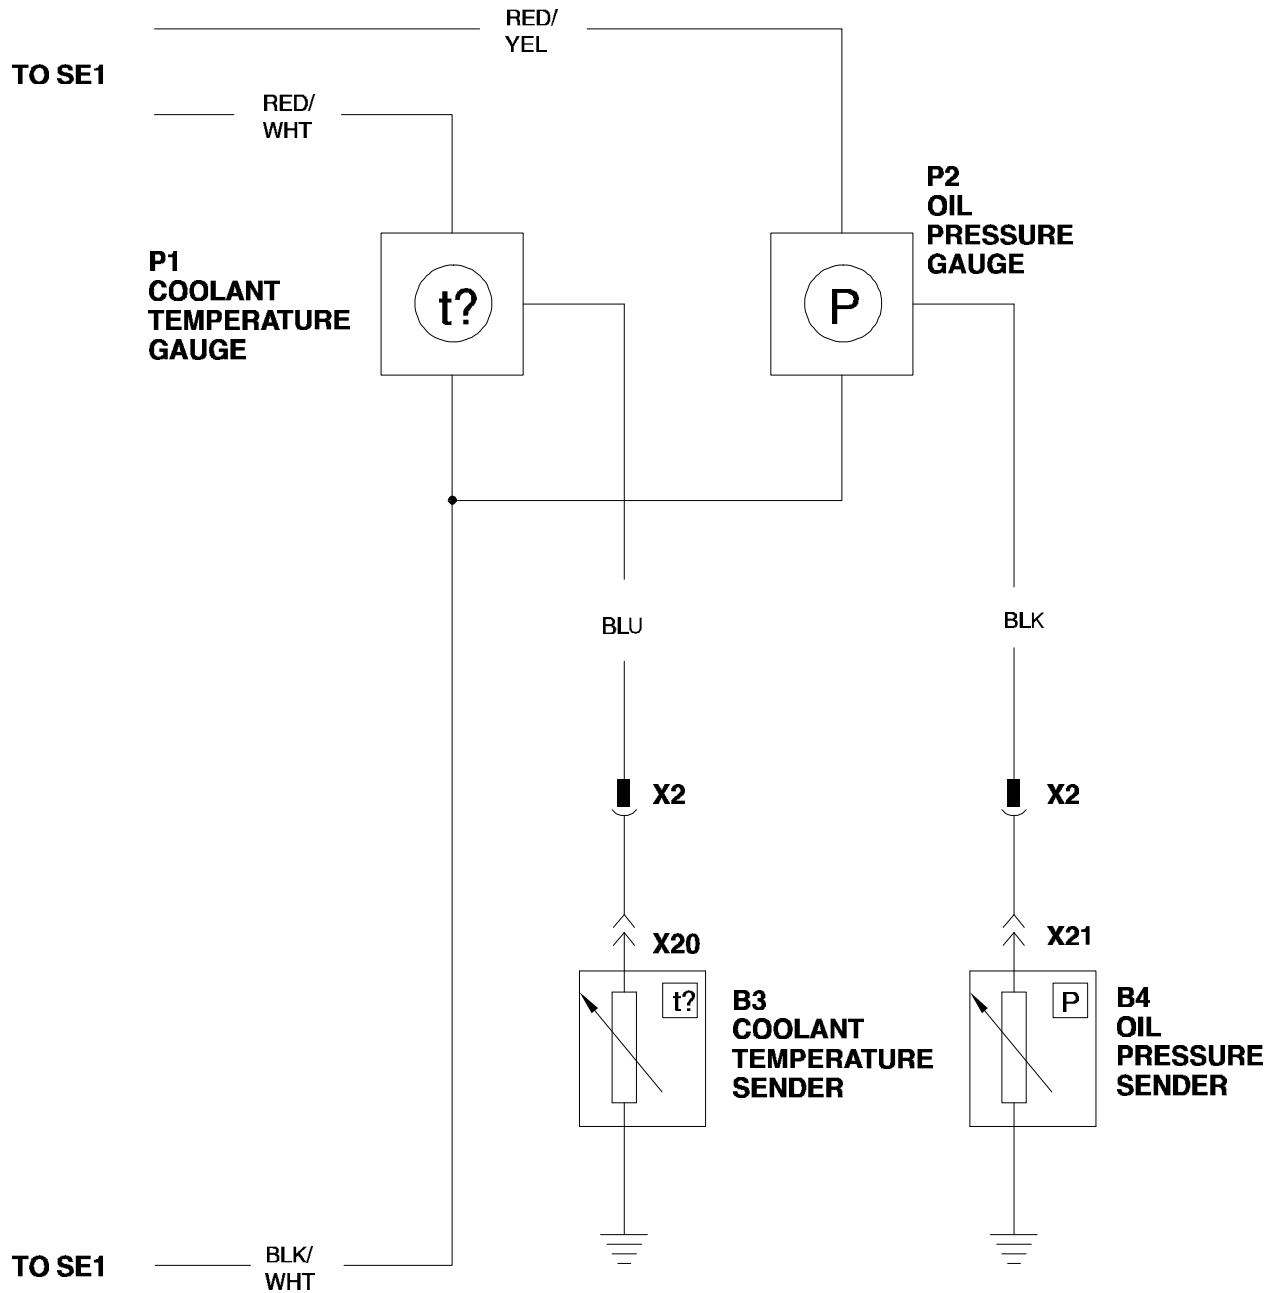 RED/
YEL
TO SE1
RED/
WHT
P2
OIL
PRESSURE
GAUGE
P1
COOLANT
TEMPERATURE
GAUGE
t?
P
BLU
BLK
X2
X2
X20
X21
t?
B3
COOLANT
TEMPERATURE
SENDER
P
B4
OIL
PRESSURE
SENDER
TO SE1
BLK/
WHT